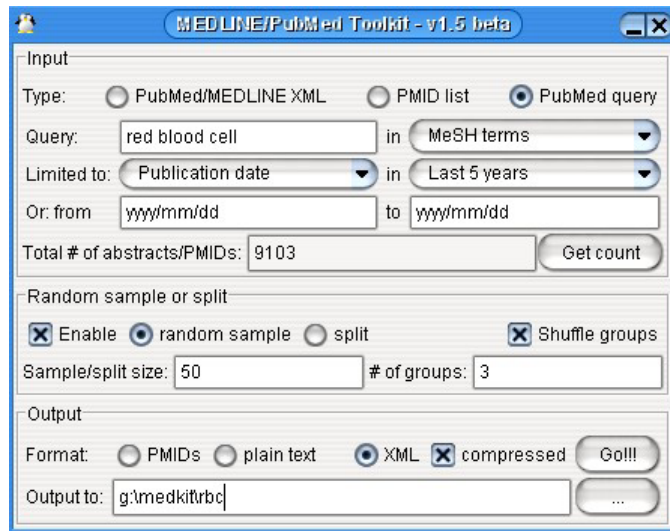 MEDLINE/PubMed Toolkit - v1.5 beta
Input
Type: PubMed/MEDLINE XML PMID list PubMed query
Query: red blood cell in MeSH terms
Limited to: Publication date in Last 5 years
Or: from yyyy/mm/dd to yyyy/mm/dd
Total # of abstracts/PMIDs: 9103 Get count
Random sample or split
Enable random sample split Shuffle groups
Sample/split size: 50 # of groups: 3
Output
Format: PMIDs plain text XML compressed Go!!!
Output to: g:\medkit\rbc ...